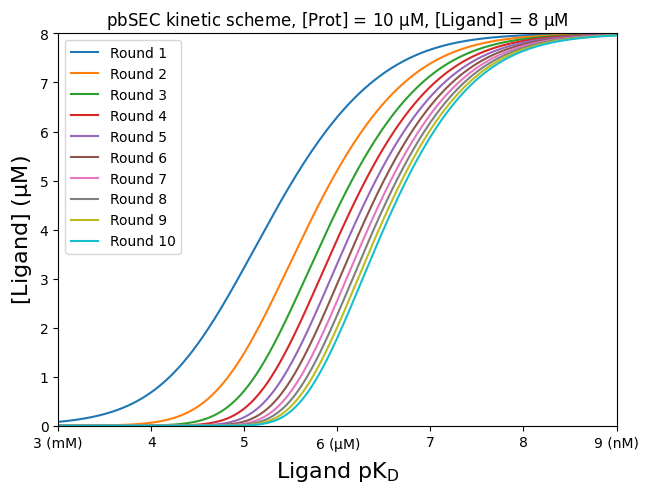 pbSEC kinetic scheme, [Prot] = 10 μM, [Ligand] = 8 μM
8
7
6
5
4
3
2
1
0
[Ligand] (μM)
Round 1
Round 2
Round 3
Round 4
Round 5
Round 6
Round 7
Round 8
Round 9
Round 10
3 (mM) 4 5 6 (μM) 7 8 9 (nM)
Ligand pK_D